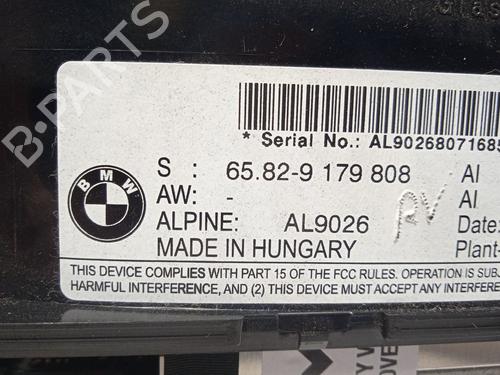 Glas
* Serial No.: AL90268071685
S : 65.82-9 179 808 AI
AW: - AI
ALPINE: AL9026 Date:
RV
MADE IN HUNGARY Plant-
THIS DEVICE COMPLIES WITH PART 15 OF THE FCC RULES. OPERATION IS SUB
HARMFUL INTERFERENCE, AND (2) THIS DEVICE MUST ACCEPT ANY INTERFERE
BMW
B-PARTS